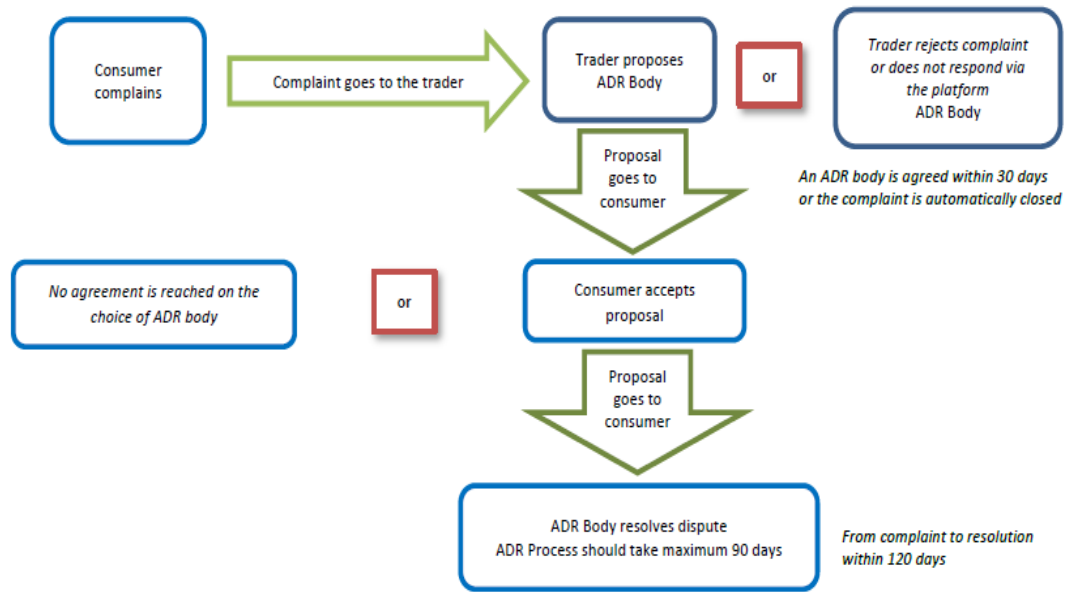 Consumer
complains
Complaint goes to the trader
Trader proposes
ADR Body
or
Trader rejects complaint
or does not respond via
the platform
ADR Body
Proposal
goes to
consumer
An ADR body is agreed within 30 days
or the complaint is automatically closed
No agreement is reached on the
choice of ADR body
or
Consumer accepts
proposal
Proposal
goes to
consumer
ADR Body resolves dispute
ADR Process should take maximum 90 days
From complaint to resolution
within 120 days